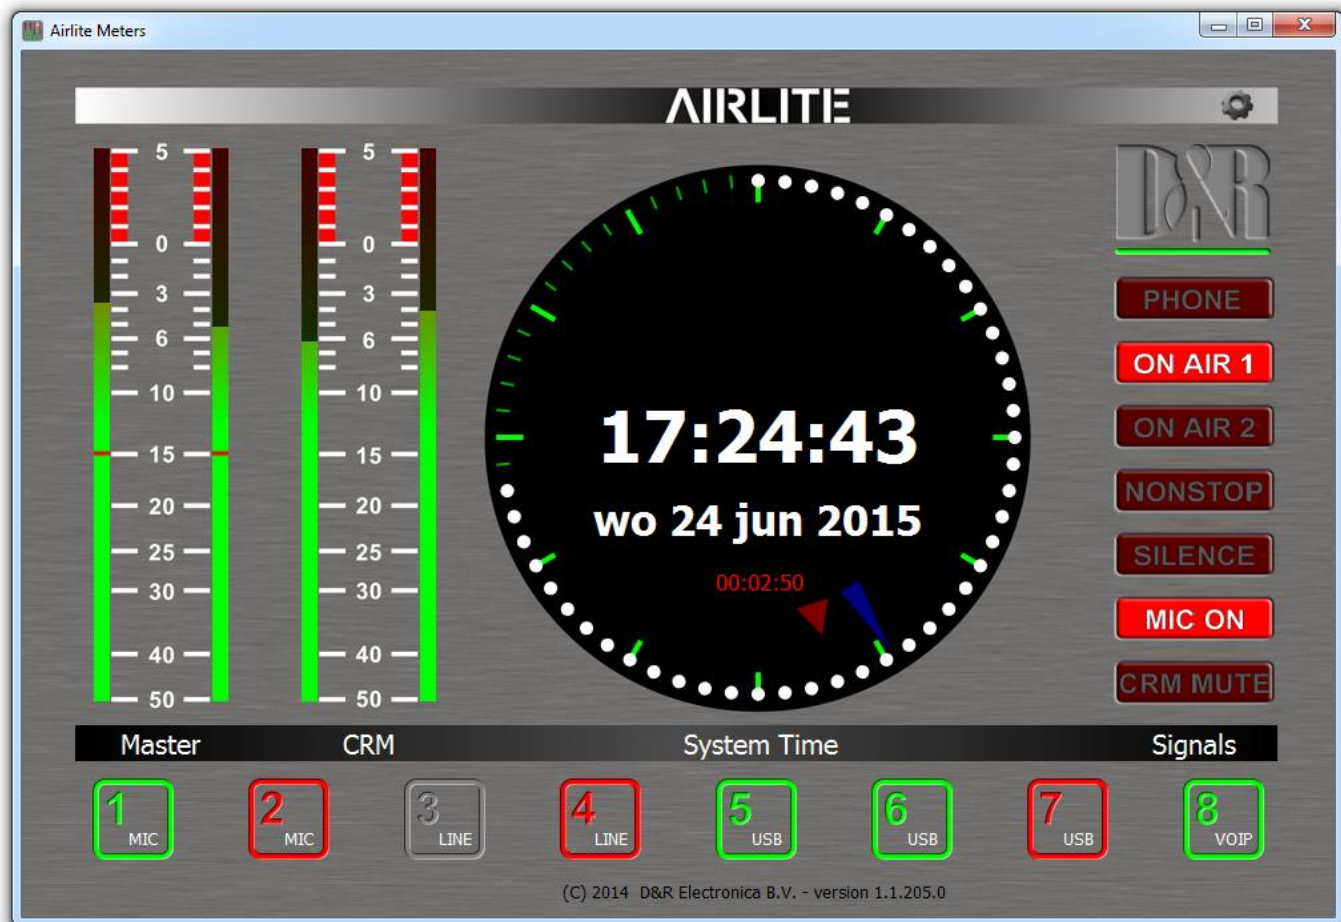 Airlite Meters
AIRLITE
5 5
0 0
3 3
6 6
10 10
15 15
20 20
25 25
30 30
40 40
50 50
17:24:43
wo 24 jun 2015
00:02:50
D&R
PHONE
ON AIR 1
ON AIR 2
NONSTOP
SILENCE
MIC ON
CRM MUTE
Master CRM System Time Signals
1 MIC 2 MIC 3 LINE 4 LINE 5 USB 6 USB 7 USB 8 VOIP
(C) 2014 D&R Electronica B.V. - version 1.1.205.0